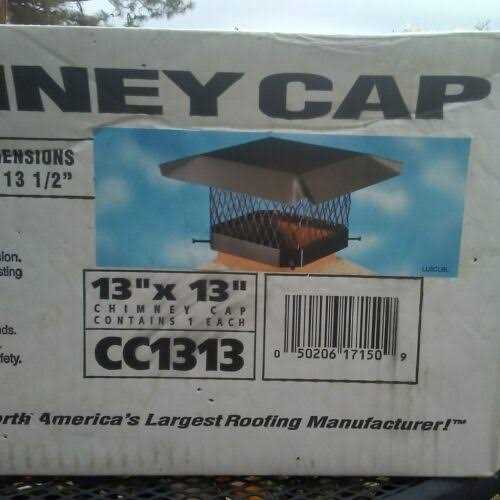 NEY CAP
ENSIONS
13 1/2"
sion.
sting
ds.
fety.
LL8CUBL
13"x 13"
CHIMNEY CAP
CONTAINS 1 EACH
CC1313
0 50206 17150 9
orth America's Largest Roofing Manufacturer!™